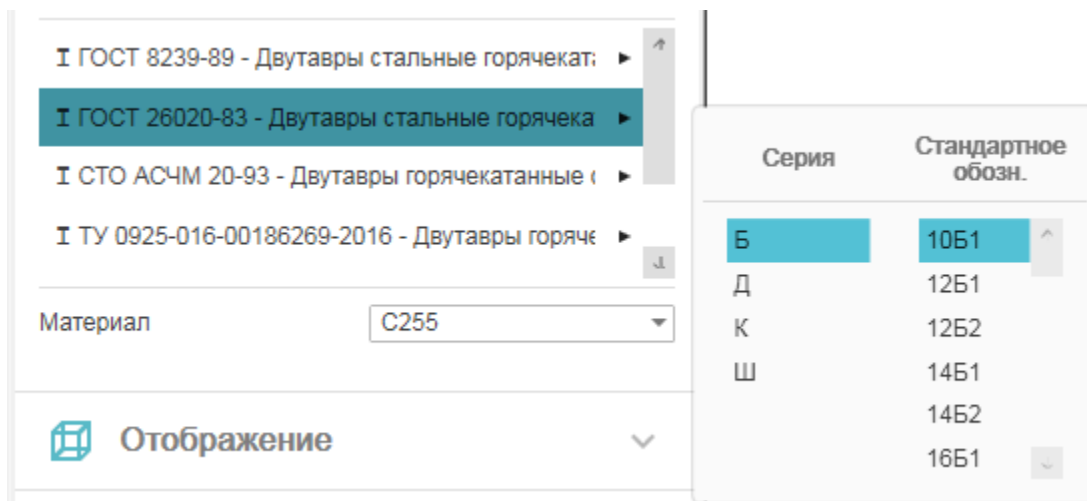 ГОСТ 8239-89 - Двутавры стальные горячекат
ГОСТ 26020-83 - Двутавры стальные горячека
СТО АСЧМ 20-93 - Двутавры горячекатанные
ТУ 0925-016-00186269-2016 - Двутавры горяче
Материал
С255
Отображение
Серия
Стандартное
обозн.
Б
10Б1
Д
12Б1
К
12Б2
Ш
14Б1
14Б2
16Б1